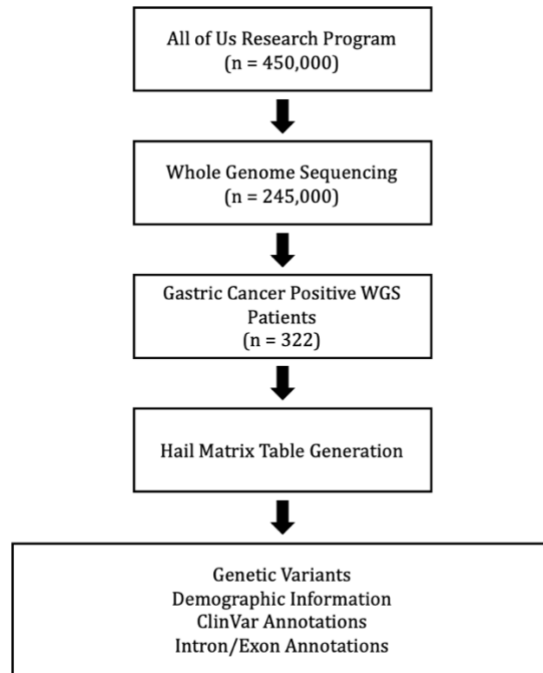 All of Us Research Program
(n = 450,000)
Whole Genome Sequencing
(n = 245,000)
Gastric Cancer Positive WGS
Patients
(n = 322)
Hail Matrix Table Generation
Genetic Variants
Demographic Information
ClinVar Annotations
Intron/Exon Annotations